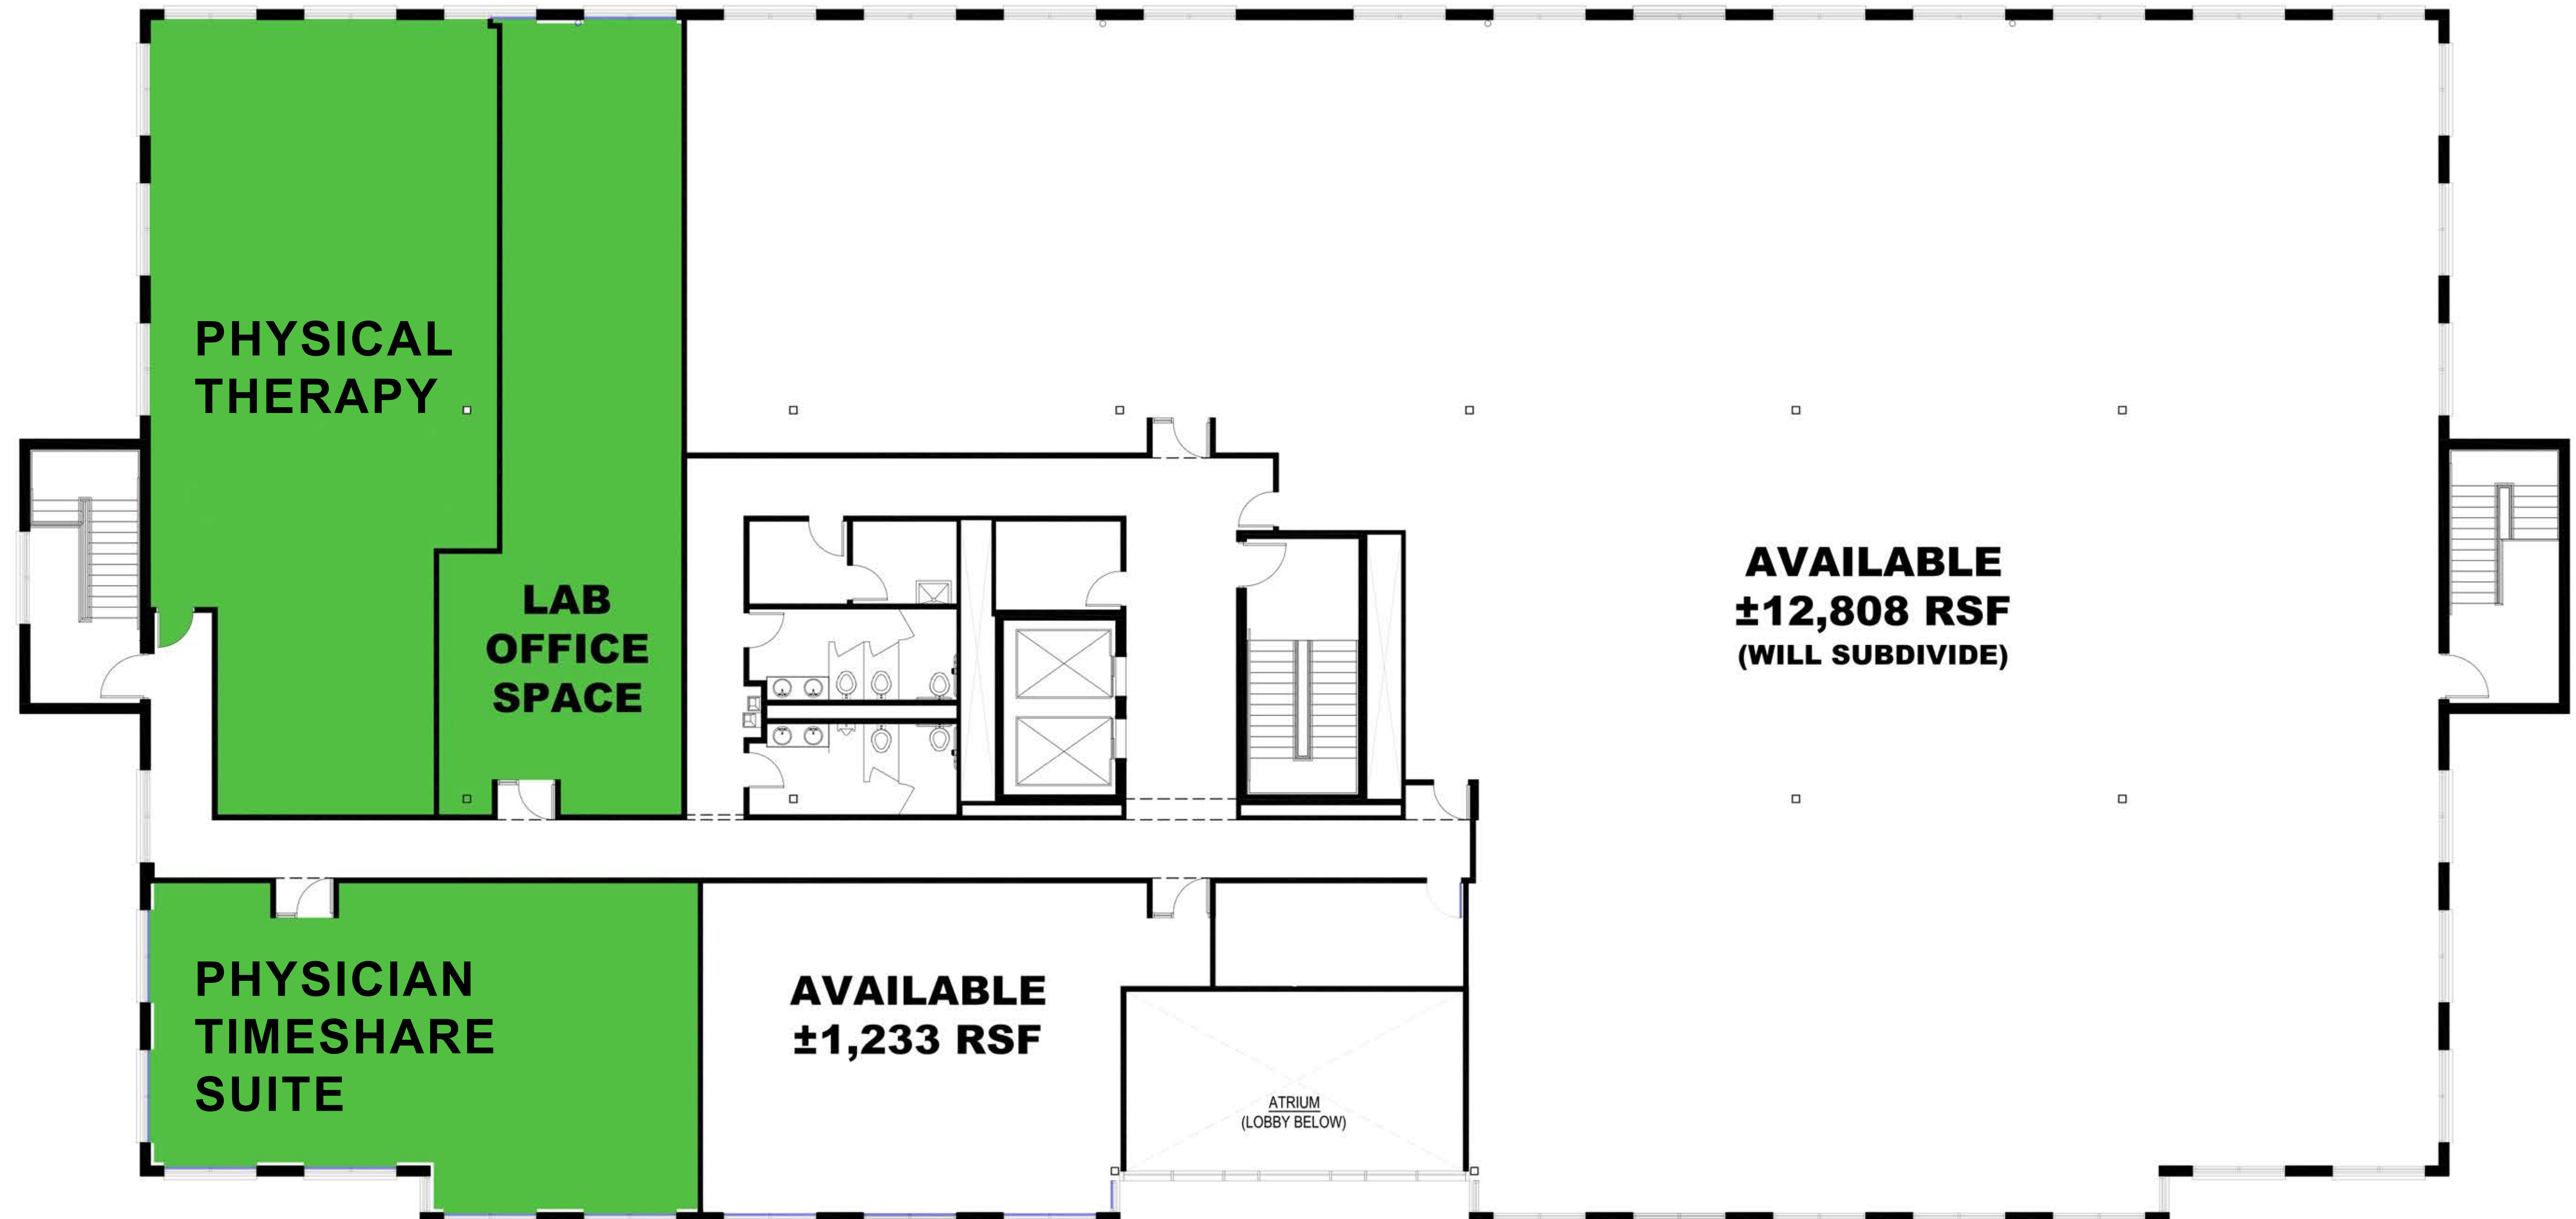 PHYSICAL
THERAPY
LAB
OFFICE
SPACE
AVAILABLE
±12,808 RSF
(WILL SUBDIVIDE)
PHYSICIAN
TIMESHARE
SUITE
AVAILABLE
±1,233 RSF
ATRIUM
(LOBBY BELOW)